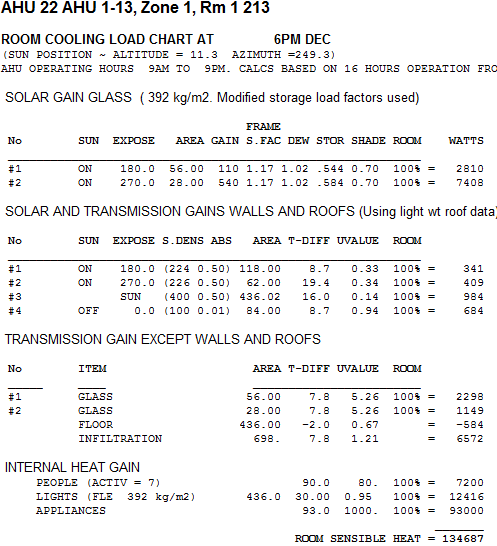 AHU 22 AHU 1-13, Zone 1, Rm 1 213
ROOM COOLING LOAD CHART AT 6PM DEC
(SUN POSITION ~ ALTITUDE = 11.3 AZIMUTH =249.3)
AHU OPERATING HOURS 9AM TO 9PM. CALCS BASED ON 16 HOURS OPERATION FRO
SOLAR GAIN GLASS ( 392 kg/m2. Modified storage load factors used)
FRAME
No SUN EXPOSE AREA GAIN S.FAC DEW STOR SHADE ROOM WATTS
#1 ON 180.0 56.00 110 1.17 1.02 .544 0.70 100% = 2810
#2 ON 270.0 28.00 540 1.17 1.02 .584 0.70 100% = 7408
SOLAR AND TRANSMISSION GAINS WALLS AND ROOFS (Using light wt roof data)
No SUN EXPOSE S.DENS ABS AREA T-DIFF UVALUE ROOM
#1 ON 180.0 (224 0.50) 118.00 8.7 0.33 100% = 341
#2 ON 270.0 (226 0.50) 62.00 19.4 0.34 100% = 409
#3 SUN (400 0.50) 436.02 16.0 0.14 100% = 984
#4 OFF 0.0 (100 0.01) 84.00 8.7 0.94 100% = 684
TRANSMISSION GAIN EXCEPT WALLS AND ROOFS
No ITEM AREA T-DIFF UVALUE ROOM
#1 GLASS 56.00 7.8 5.26 100% = 2298
#2 GLASS 28.00 7.8 5.26 100% = 1149
FLOOR 436.00 -2.0 0.67 = -584
INFILTRATION 698. 7.8 1.21 = 6572
INTERNAL HEAT GAIN
PEOPLE (ACTIV = 7) 90.0 80. 100% = 7200
LIGHTS (FLE 392 kg/m2) 436.0 30.00 0.95 100% = 12416
APPLIANCES 93.0 1000. 100% = 93000
ROOM SENSIBLE HEAT = 134687